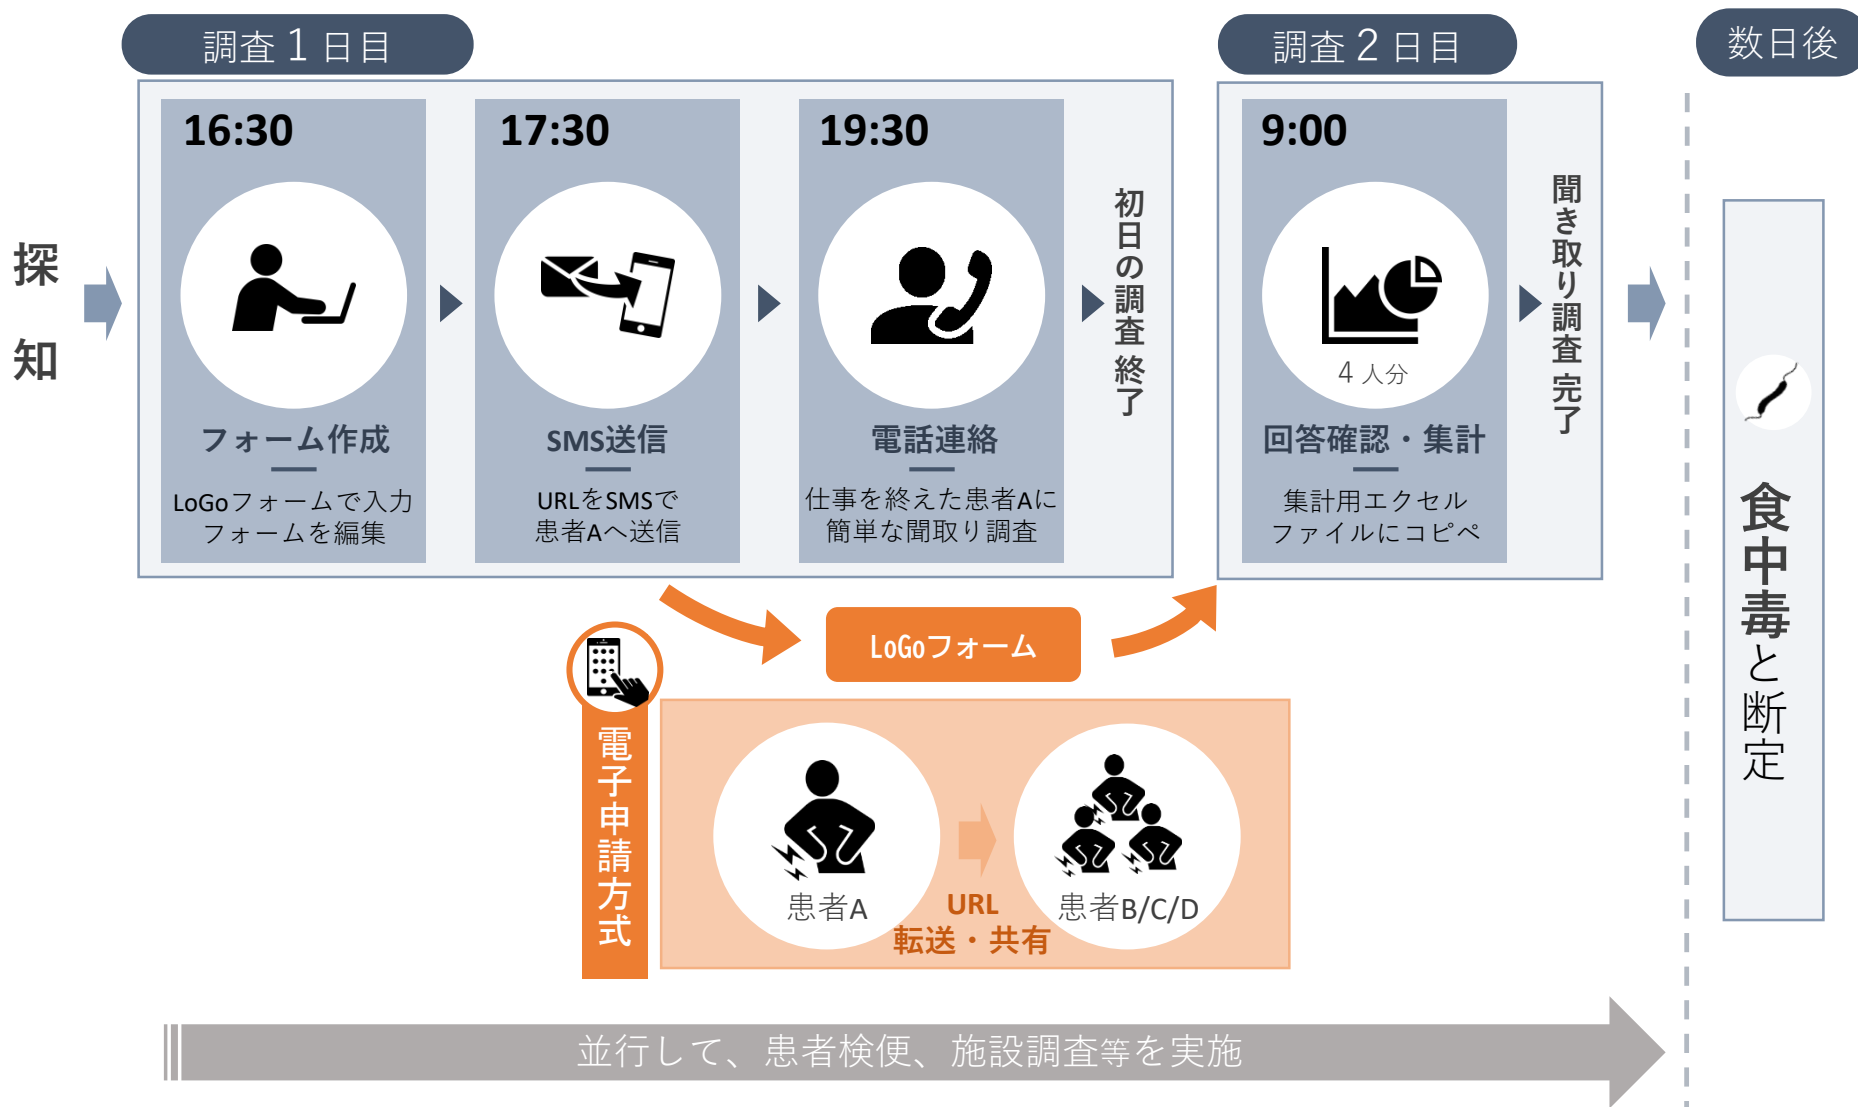 調査1日目
調査2日目
数日後
探知
16:30
フォーム作成
LoGoフォームで入力
フォームを編集
17:30
SMS送信
URLをSMSで
患者Aへ送信
19:30
電話連絡
仕事を終えた患者Aに
簡単な聞取り調査
初日の調査 終了
9:00
4 人分
回答確認・集計
集計用エクセル
ファイルにコピペ
聞き取り調査 完了
食中毒と断定
LoGoフォーム
電子申請方式
患者A
URL
転送・共有
患者B/C/D
並行して、患者検便、施設調査等を実施